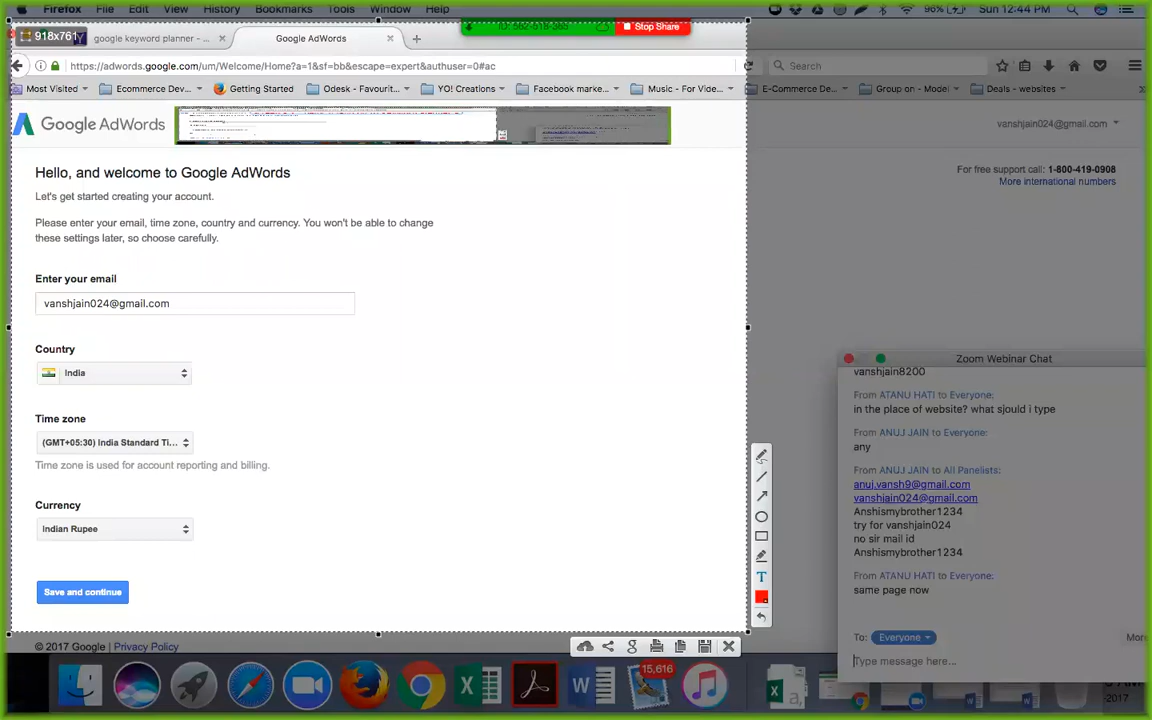 Firefox File Edit View History Bookmarks Tools Window Help
96% Sun 12:44 PM
918x761
google keyword planner - ...
Google AdWords
Stop Share
https://adwords.google.com/um/Welcome/Home?a=1&sf=bb&escape=expert&authuser=0#ac
Search
Most Visited
Ecommerce Dev...
Getting Started
Odesk - Favourit...
YO! Creations
Facebook marke...
Music - For Vide...
E-Commerce De...
Group on - Model
Deals - websites
Google AdWords
vanshjain024@gmail.com
For free support call: 1-800-419-0908
More international numbers
Hello, and welcome to Google AdWords
Let's get started creating your account.
Please enter your email, time zone, country and currency. You won't be able to change
these settings later, so choose carefully.
Enter your email
vanshjain024@gmail.com
Country
India
Time zone
(GMT+05:30) India Standard Ti...
Time zone is used for account reporting and billing.
Currency
Indian Rupee
Save and continue
© 2017 Google | Privacy Policy
Zoom Webinar Chat
vanshjain8200
From ATANU HATI to Everyone:
in the place of website? what sjould i type
From ANUJ JAIN to Everyone:
any
From ANUJ JAIN to All Panelists:
anuj.vansh9@gmail.com
vanshjain024@gmail.com
Anshismybrother1234
try for vanshjain024
no sir mail id
Anshismybrother1234
From ATANU HATI to Everyone:
same page now
To: Everyone
More
Type message here...
15,616
2017